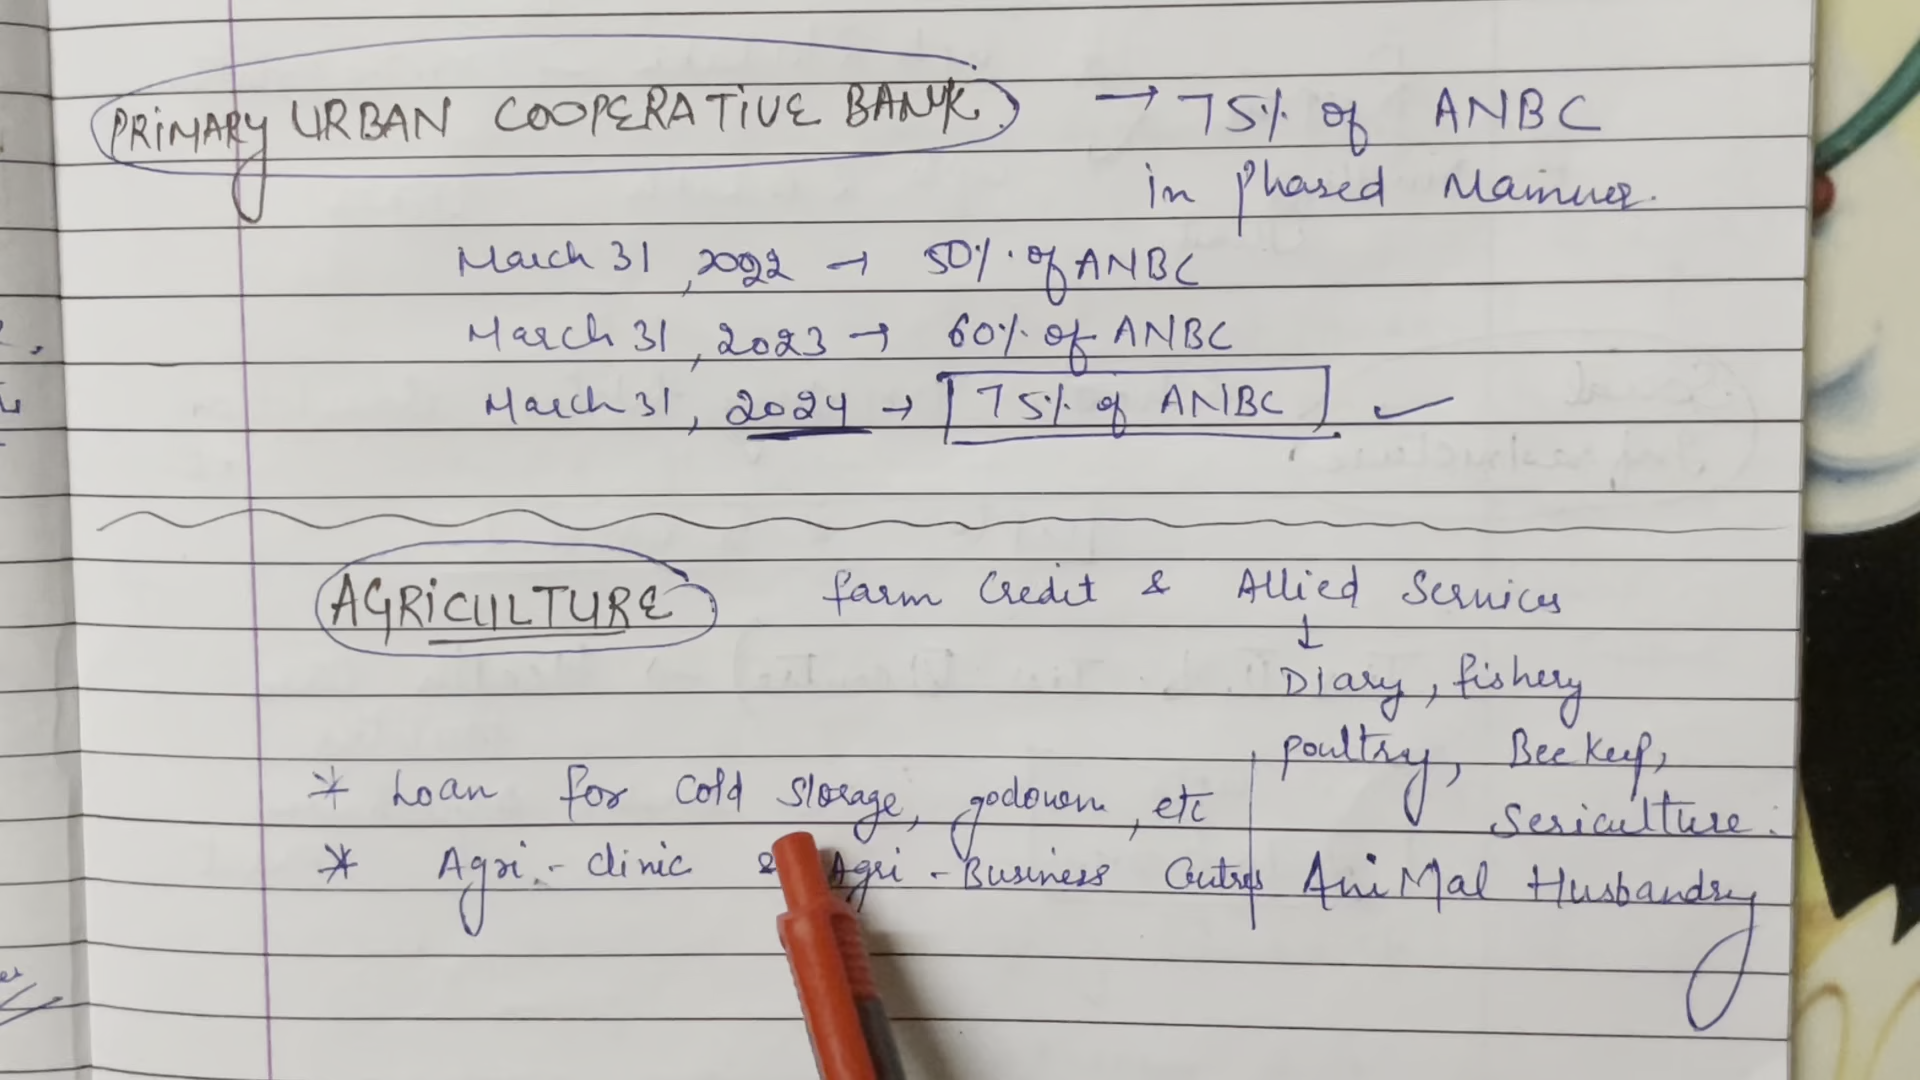 PRIMARY URBAN COOPERATIVE BANK → 75% of ANBC
in phased Mannner.
March 31, 2022 → 50% of ANBC
March 31, 2023 → 60% of ANBC
March 31, 2024 → 75% of ANBC ✓
AGRICULTURE farm Credit & Allied Services
↓
Diary, fishery
poultry, Bee keep,
Sericulture.
Animal Husbandry
* Loan for cold storage, godown, etc
* Agri-clinic & Agri-Business Centres